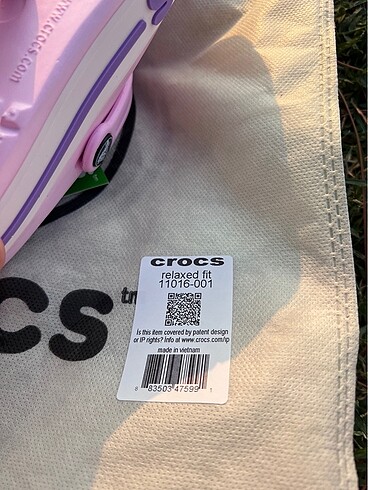 www.crocs.com
cs™
crocs
relaxed fit
11016-001
Is this item covered by patent design
or IP rights? Info at www.crocs.com/ip
made in vietnam
8 83503 47599 1